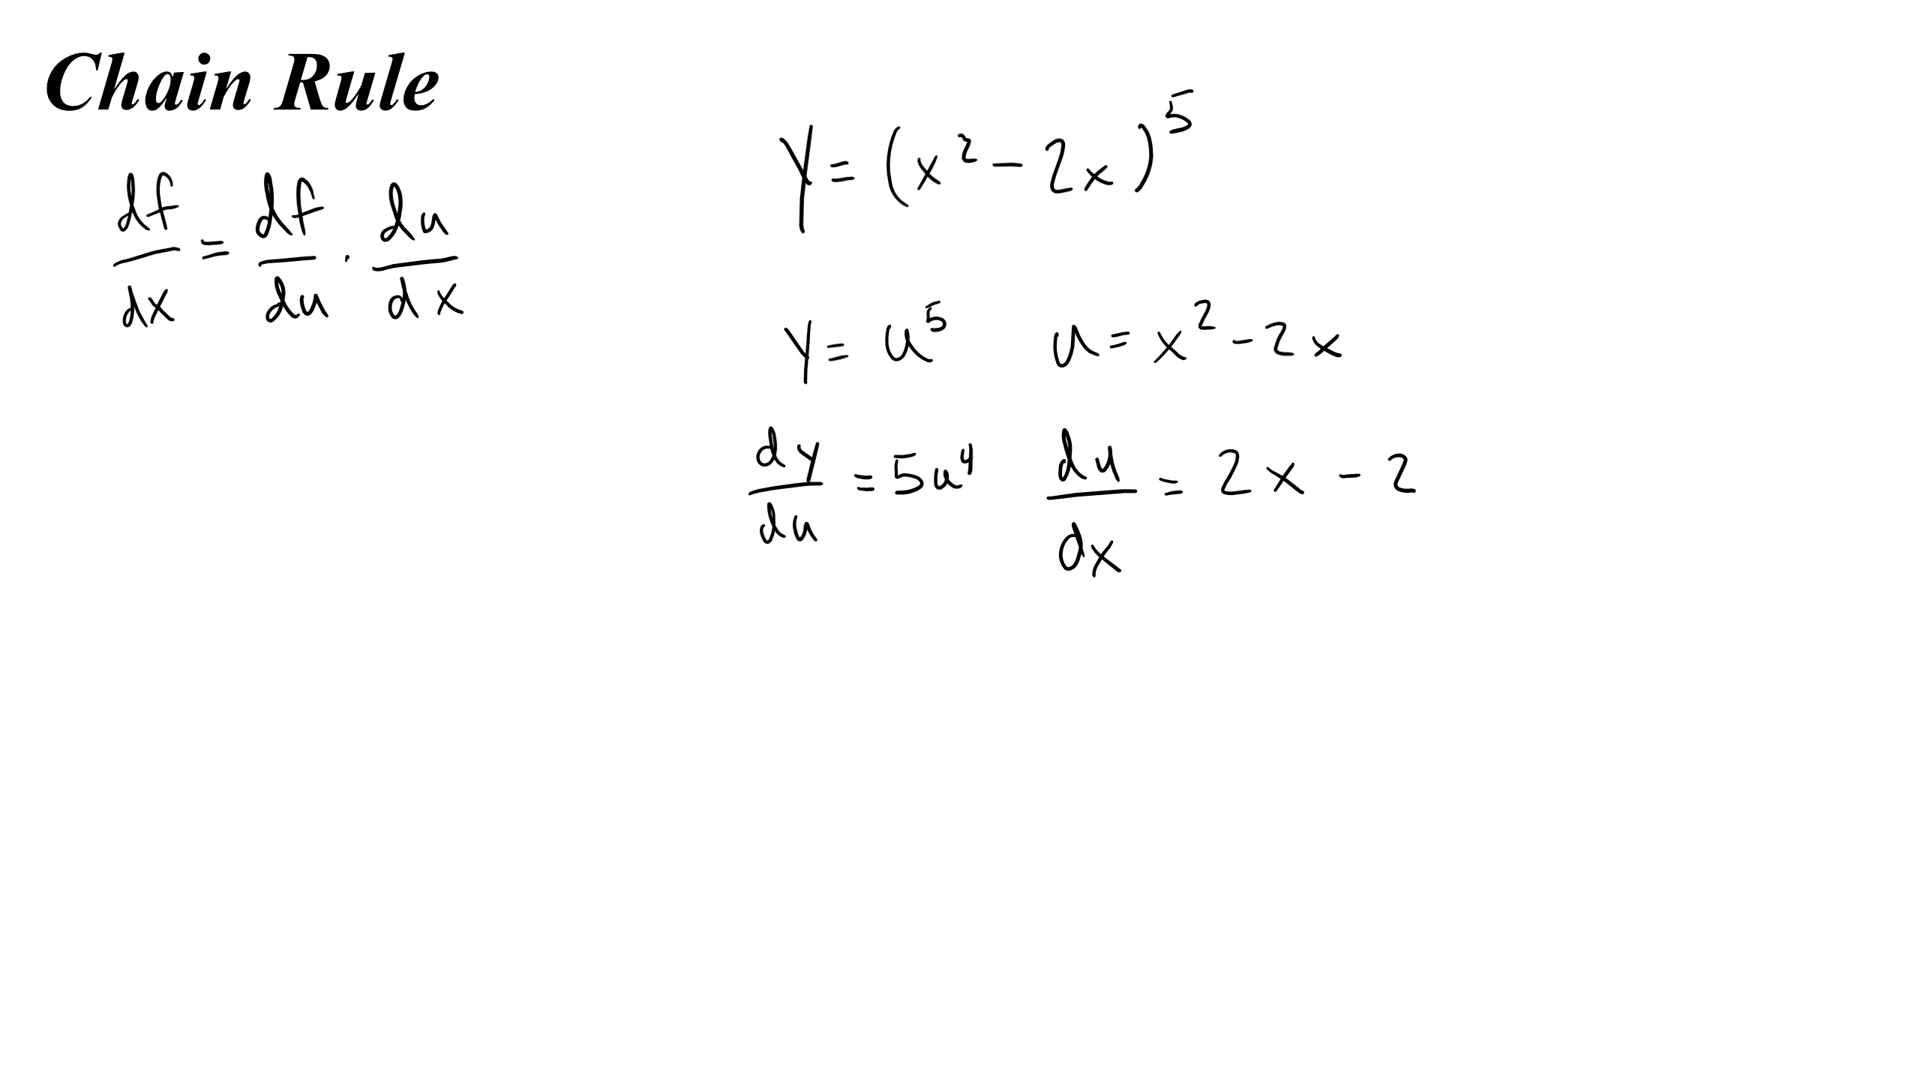 Chain Rule
df/dx = df/du · du/dx
y = (x² - 2x)⁵
y = u⁵ u = x² - 2x
dy/du = 5u⁴ du/dx = 2x - 2